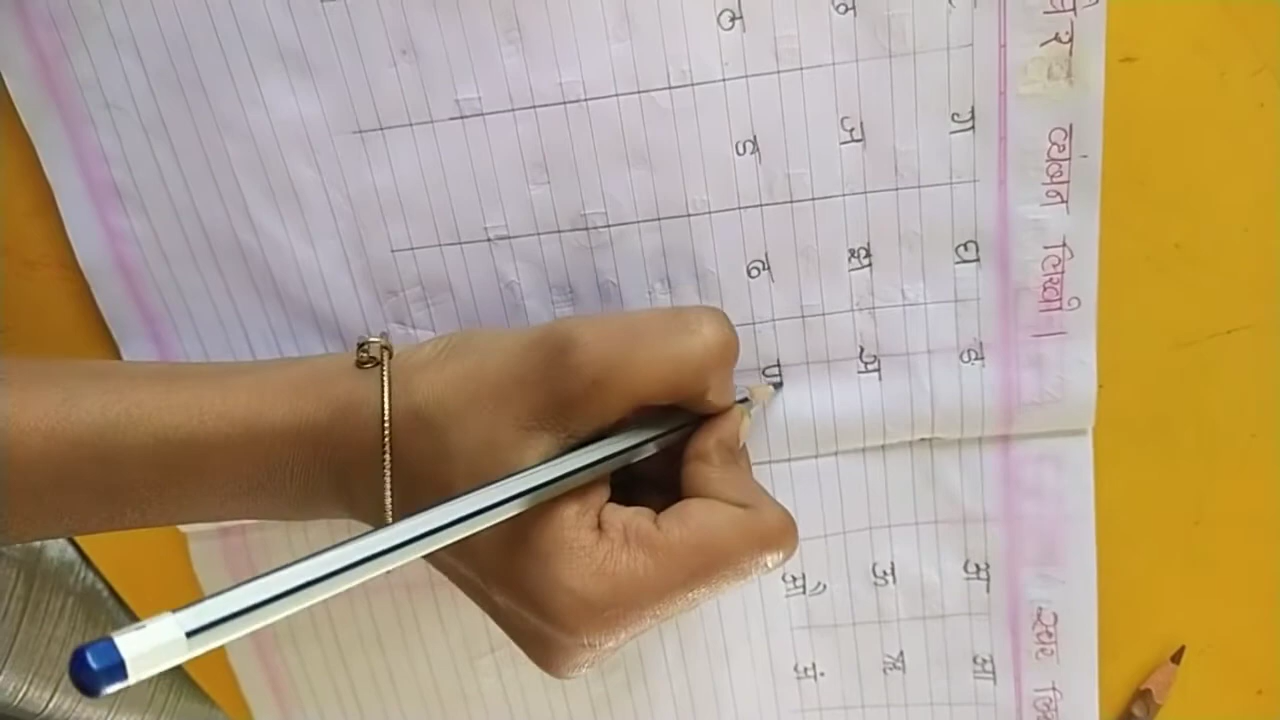 व्यंजन लिखो ।
ग घ ङ
छ ज झ ञ
ठ ड ढ ण
स्वर
अ आ
ऊ ऋ
औ अं